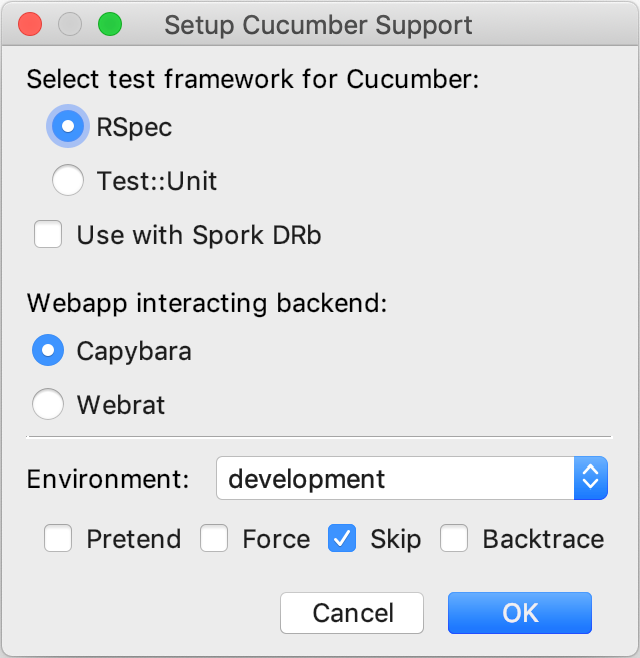 Setup Cucumber Support
Select test framework for Cucumber:
RSpec
Test::Unit
Use with Spork DRb
Webapp interacting backend:
Capybara
Webrat
Environment: development
Pretend Force Skip Backtrace
Cancel OK